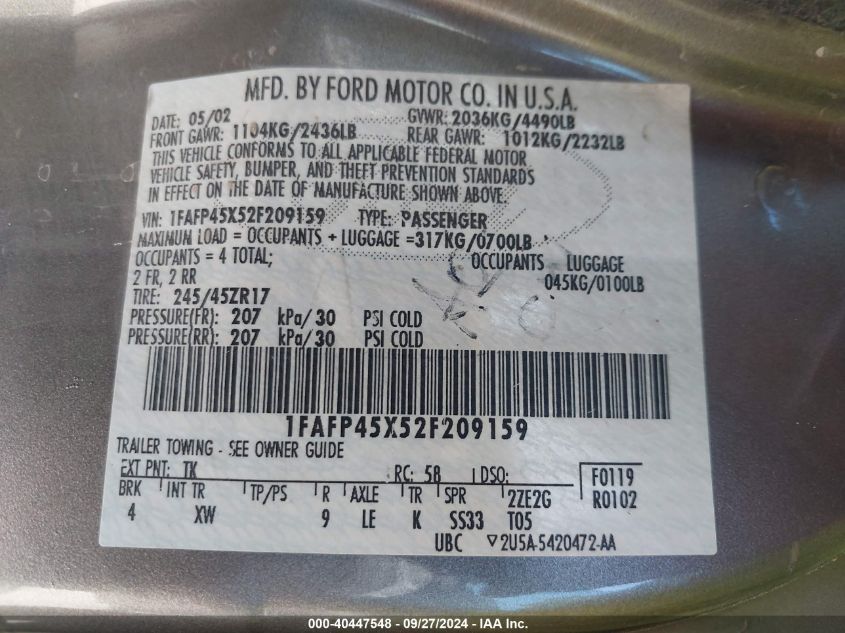 MFD. BY FORD MOTOR CO. IN U.S.A.
DATE: 05/02 GVWR: 2036KG/4490LB
FRONT GAWR: 1104KG/2436LB REAR GAWR: 1012KG/2232LB
THIS VEHICLE CONFORMS TO ALL APPLICABLE FEDERAL MOTOR
VEHICLE SAFETY, BUMPER, AND THEFT PREVENTION STANDARDS
IN EFFECT ON THE DATE OF MANUFACTURE SHOWN ABOVE.
VIN: 1FAFP45X52F209159 TYPE: PASSENGER
MAXIMUM LOAD = OCCUPANTS + LUGGAGE =317KG/0700LB
OCCUPANTS = 4 TOTAL; OCCUPANTS LUGGAGE
2 FR, 2 RR 045KG/0100LB
TIRE: 245/45ZR17
PRESSURE(FR): 207 kPa/30 PSI COLD
PRESSURE(RR): 207 kPa/30 PSI COLD
1FAFP45X52F209159
TRAILER TOWING - SEE OWNER GUIDE
EXT PNT: TK RC: 58 DSO: F0119
BRK INT TR TP/PS R AXLE TR SPR 2ZE2G R0102
4 XW 9 LE K SS33 T05
UBC ▽2U5A-5420472-AA
000-40447548 - 09/27/2024 - IAA Inc.